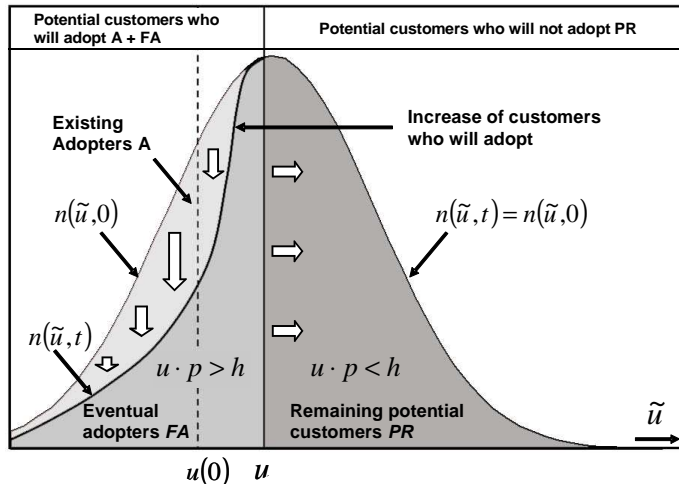 Potential customers who
will adopt A + FA
Potential customers who will not adopt PR
Existing
Adopters A
Increase of customers
who will adopt
n(ũ,0)
n(ũ,t) = n(ũ,0)
n(ũ,t)
u · p > h
u · p < h
Eventual
adopters FA
Remaining potential
customers PR
ũ
u(0)
u